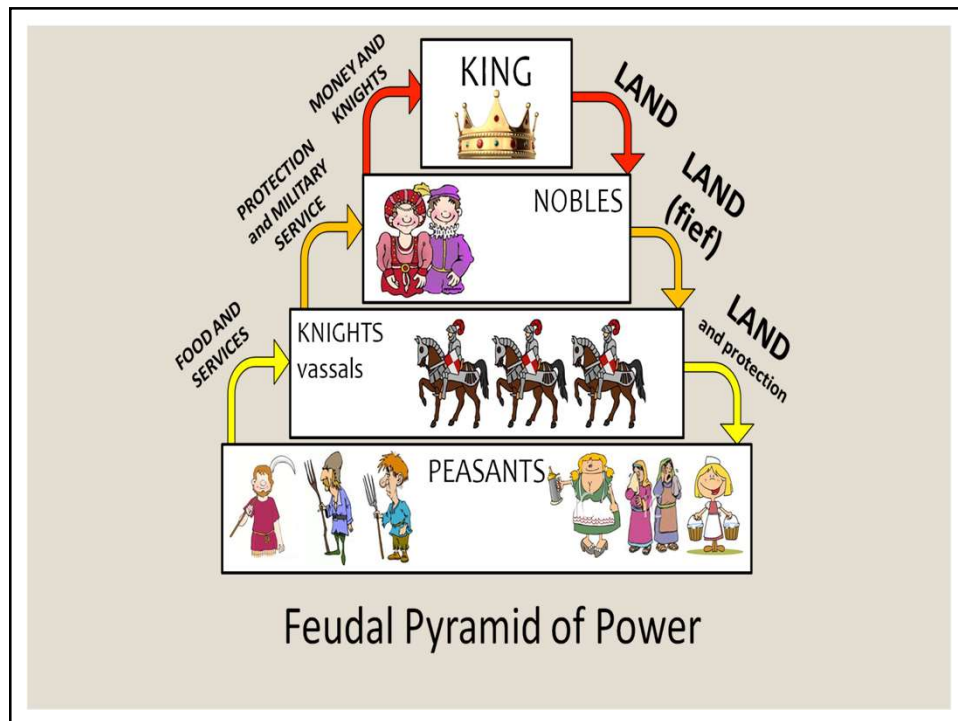 KING
MONEY AND
KNIGHTS
LAND
NOBLES
PROTECTION
and MILITARY
SERVICE
LAND
(fief)
KNIGHTS
vassals
FOOD AND
SERVICES
LAND
and protection
PEASANTS
Feudal Pyramid of Power